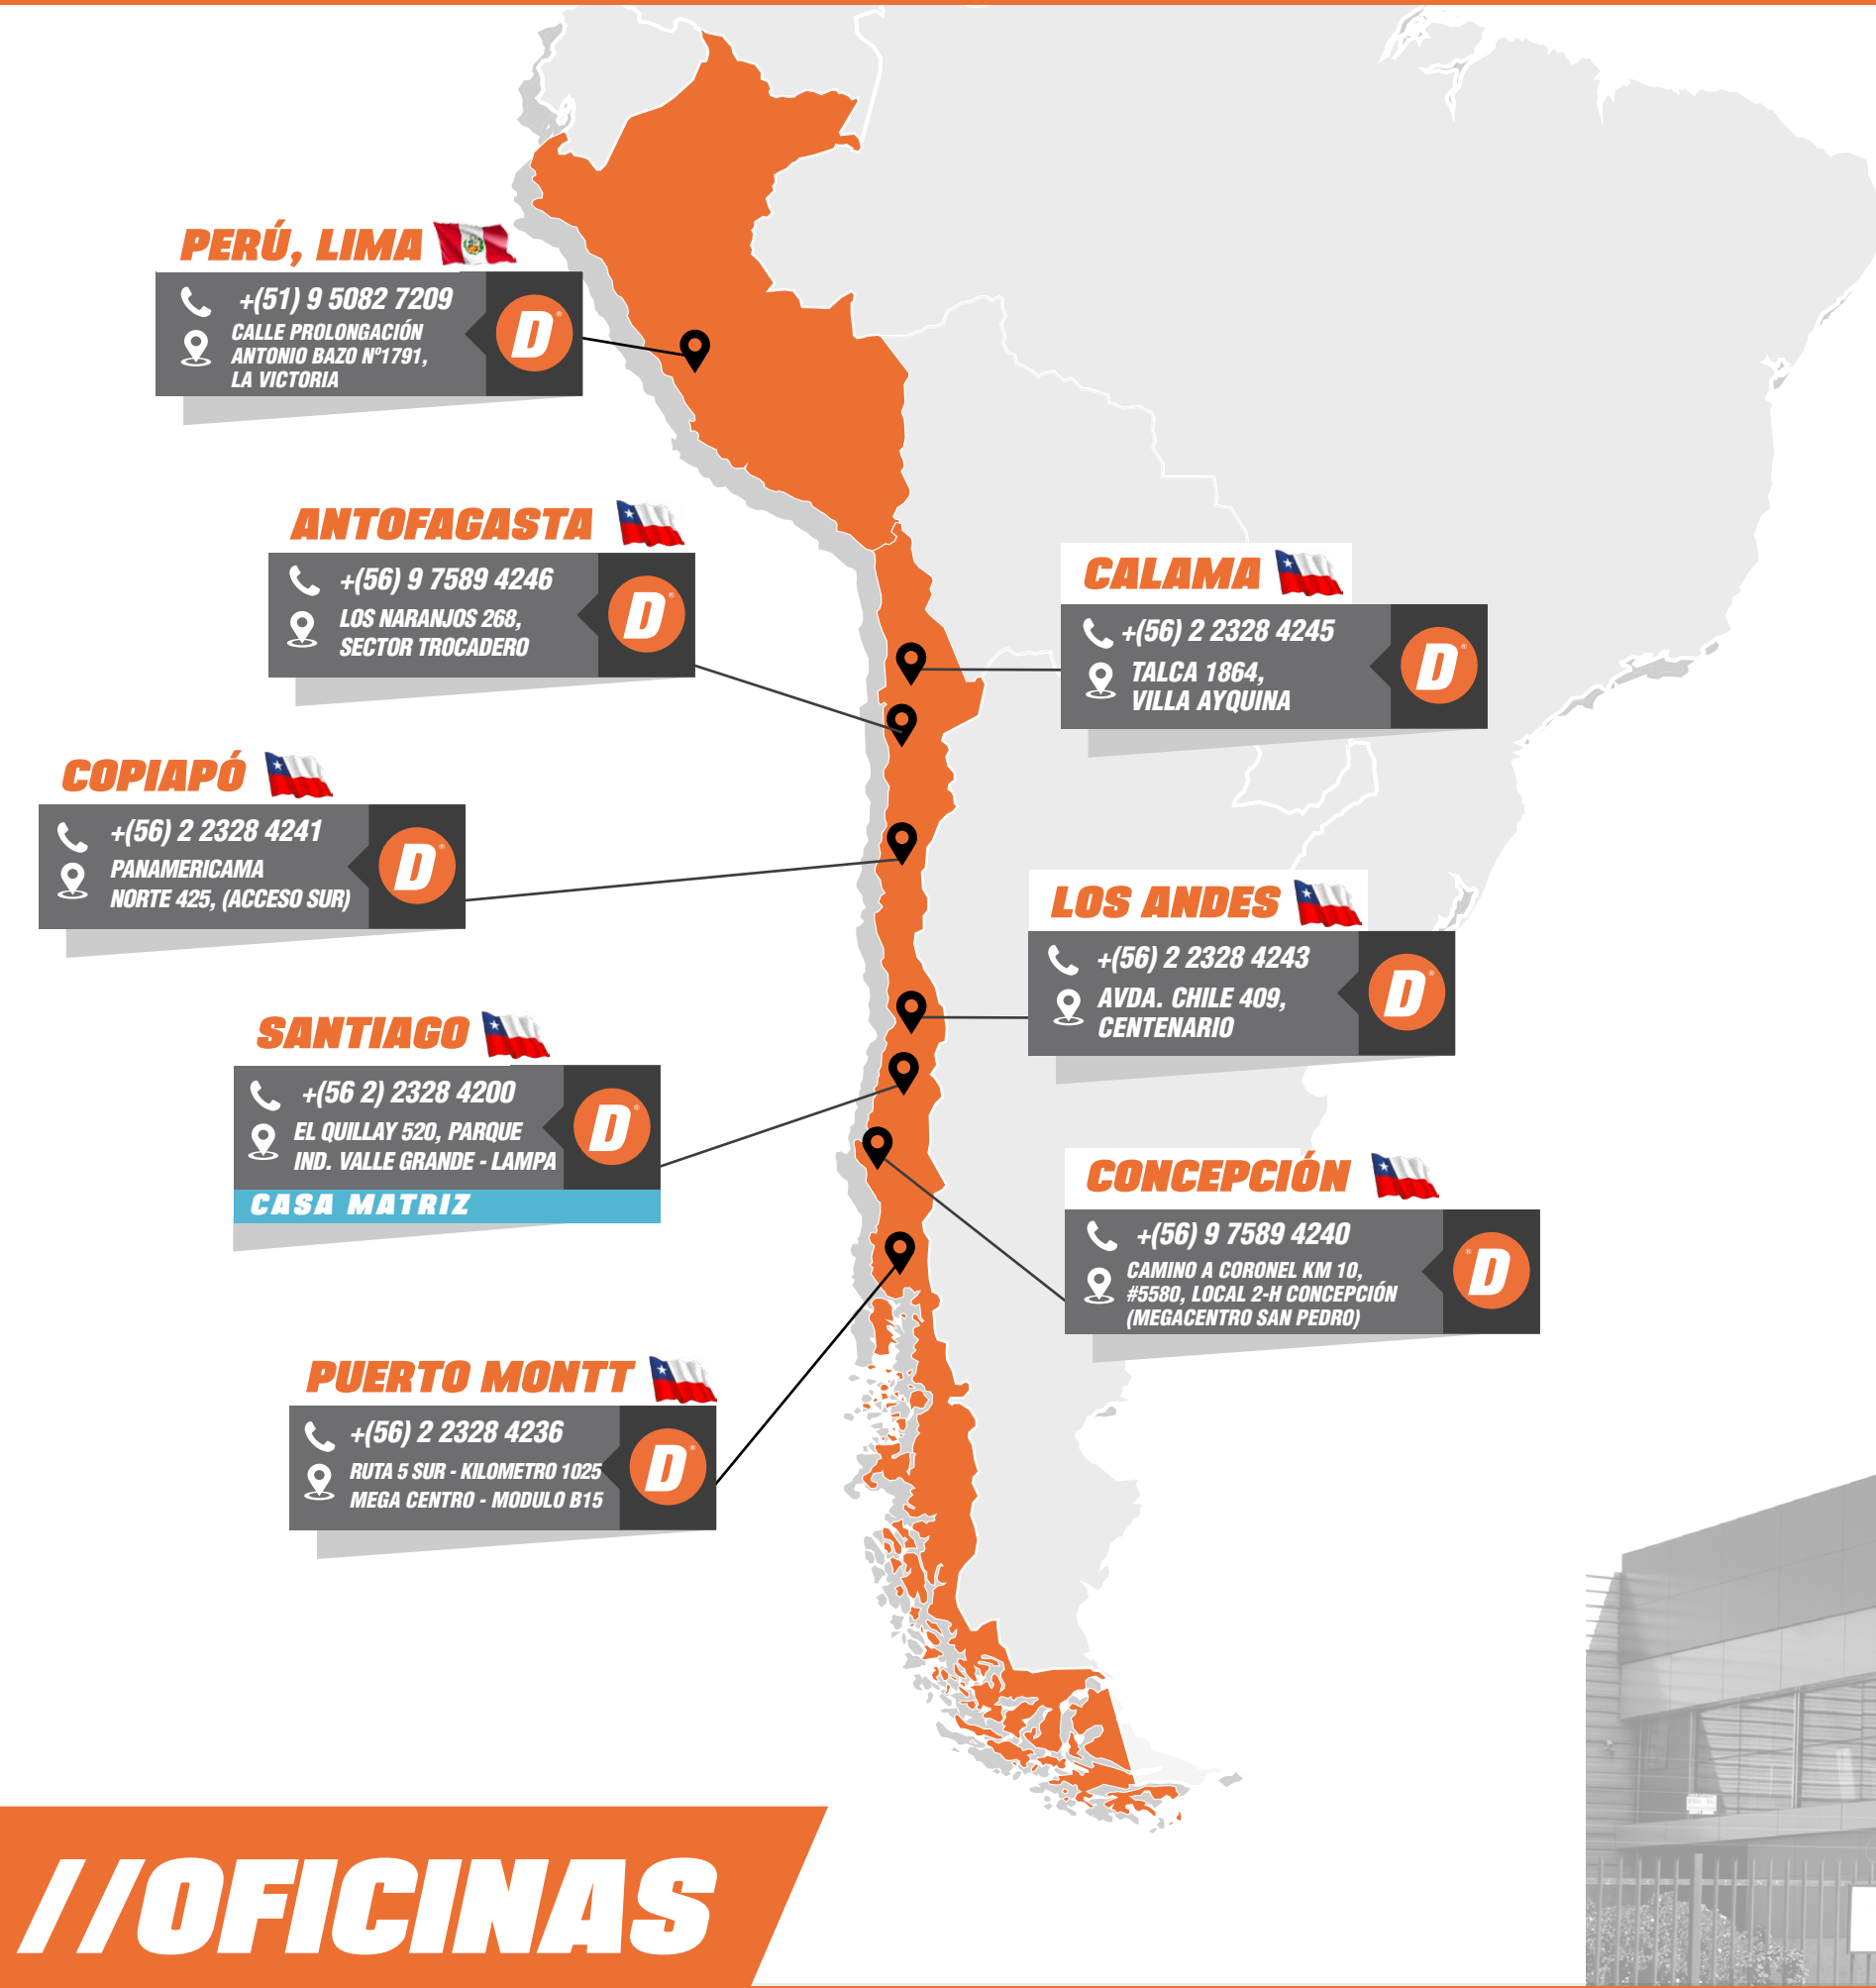 PERÚ, LIMA
+(51) 9 5082 7209
CALLE PROLONGACIÓN
ANTONIO BAZO Nº1791,
LA VICTORIA
D
ANTOFAGASTA
+(56) 9 7589 4246
LOS NARANJOS 268,
SECTOR TROCADERO
D
CALAMA
+(56) 2 2328 4245
TALCA 1864,
VILLA AYQUINA
D
COPIAPÓ
+(56) 2 2328 4241
PANAMERICAMA
NORTE 425, (ACCESO SUR)
D
LOS ANDES
+(56) 2 2328 4243
AVDA. CHILE 409,
CENTENARIO
D
SANTIAGO
+(56 2) 2328 4200
EL QUILLAY 520, PARQUE
IND. VALLE GRANDE - LAMPA
D
CASA MATRIZ
CONCEPCIÓN
+(56) 9 7589 4240
CAMINO A CORONEL KM 10,
#5580, LOCAL 2-H CONCEPCIÓN
(MEGACENTRO SAN PEDRO)
D
PUERTO MONTT
+(56) 2 2328 4236
RUTA 5 SUR - KILOMETRO 1025
MEGA CENTRO - MODULO B15
D
//OFICINAS